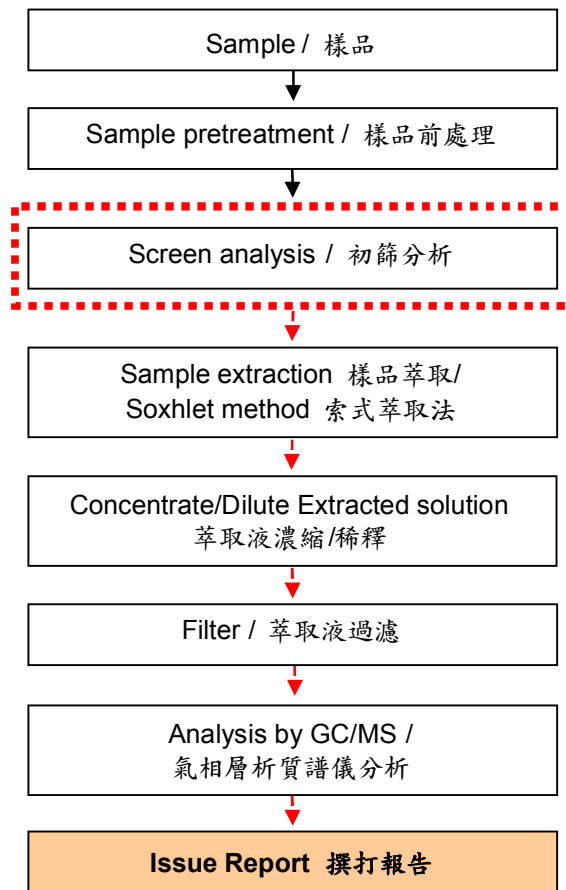 Sample / 樣品
Sample pretreatment / 樣品前處理
Screen analysis / 初篩分析
Sample extraction 樣品萃取/
Soxhlet method 索式萃取法
Concentrate/Dilute Extracted solution
萃取液濃縮/稀釋
Filter / 萃取液過濾
Analysis by GC/MS /
氣相層析質譜儀分析
Issue Report 撰打報告